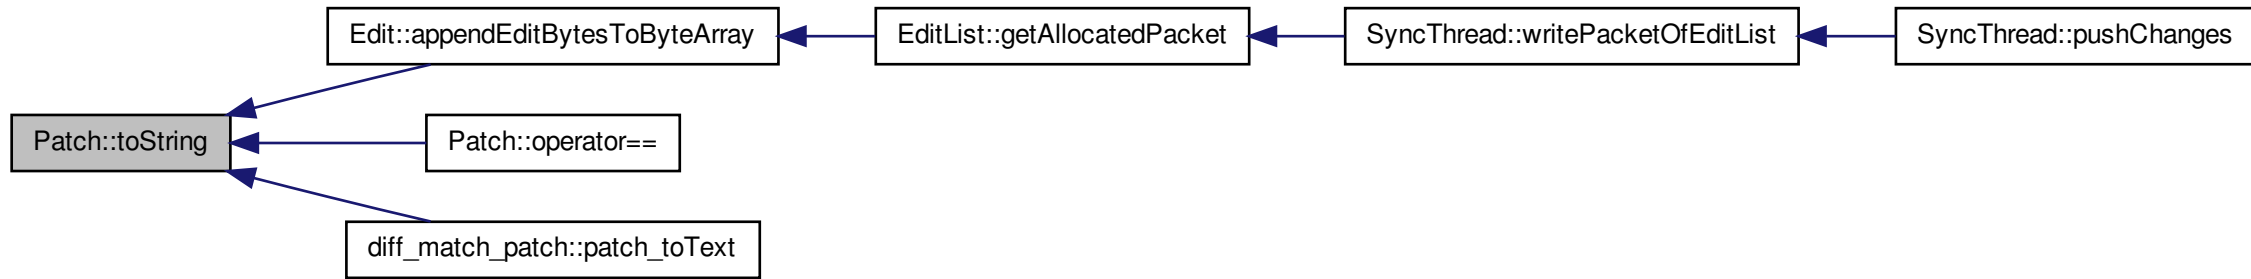 Edit::appendEditBytesToByteArray
EditList::getAllocatedPacket
SyncThread::writePacketOfEditList
SyncThread::pushChanges
Patch::toString
Patch::operator==
diff_match_patch::patch_toText